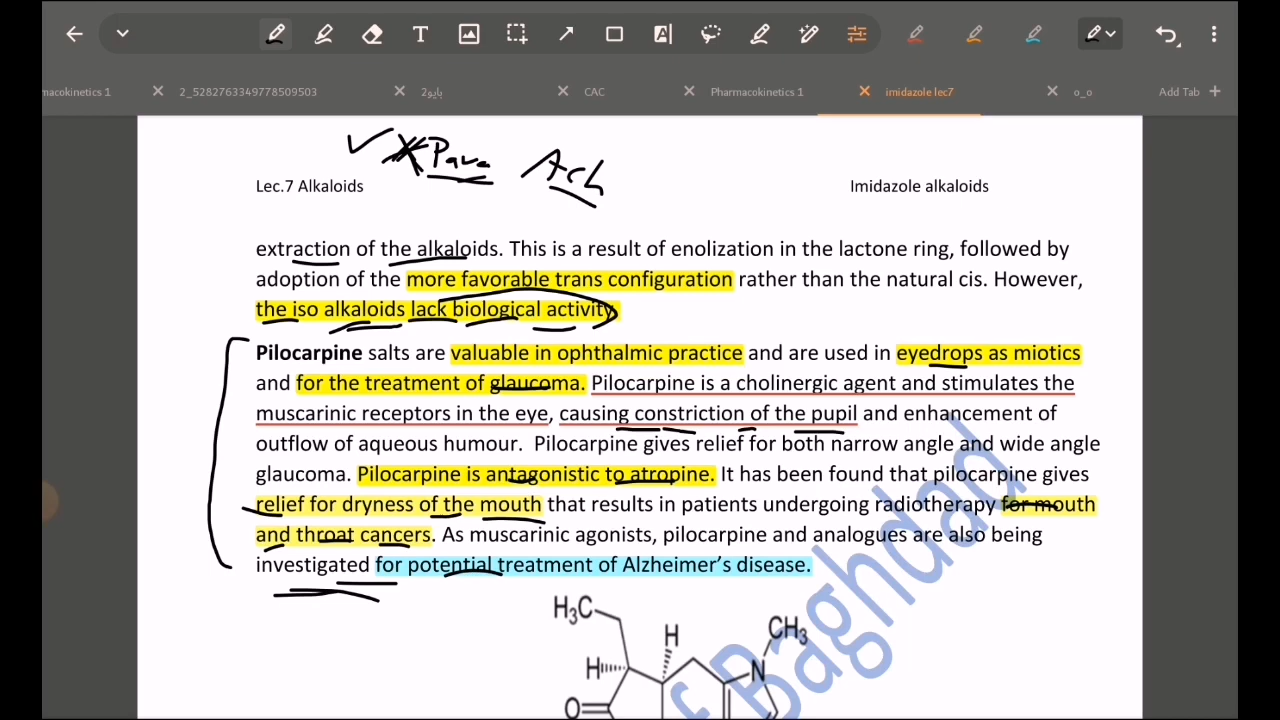 macokinetics 1
2_5282763349778509503
بايو2
CAC
Pharmacokinetics 1
imidazole lec7
o_o
Add Tab
Para Ach
Lec.7 Alkaloids
Imidazole alkaloids
extraction of the alkaloids. This is a result of enolization in the lactone ring, followed by
adoption of the more favorable trans configuration rather than the natural cis. However,
the iso alkaloids lack biological activity
Pilocarpine salts are valuable in ophthalmic practice and are used in eyedrops as miotics
and for the treatment of glaucoma. Pilocarpine is a cholinergic agent and stimulates the
muscarinic receptors in the eye, causing constriction of the pupil and enhancement of
outflow of aqueous humour. Pilocarpine gives relief for both narrow angle and wide angle
glaucoma. Pilocarpine is antagonistic to atropine. It has been found that pilocarpine gives
relief for dryness of the mouth that results in patients undergoing radiotherapy for mouth
and throat cancers. As muscarinic agonists, pilocarpine and analogues are also being
investigated for potential treatment of Alzheimer's disease.
H₃C
H
CH₃
H
N
O
f Baghdad